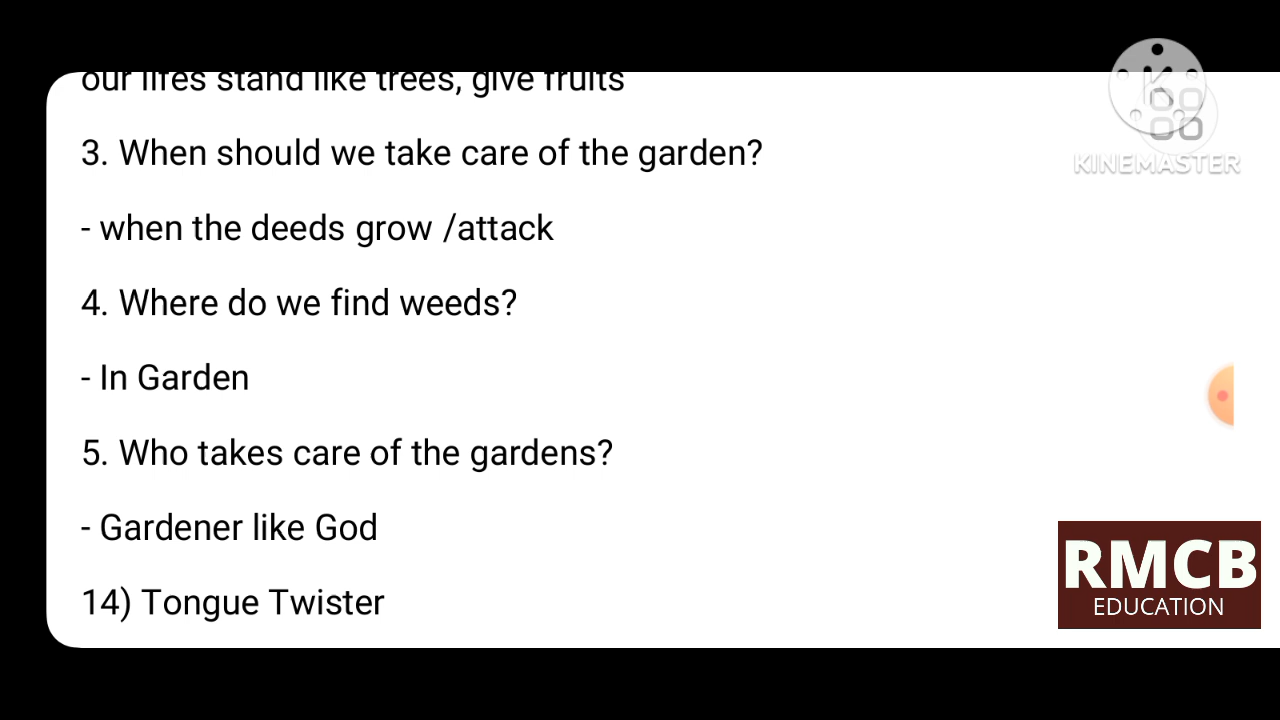 our lifes stand like trees, give fruits
3. When should we take care of the garden?
- when the deeds grow /attack
4. Where do we find weeds?
- In Garden
5. Who takes care of the gardens?
- Gardener like God
14) Tongue Twister
K
KINEMASTER
RMCB
EDUCATION